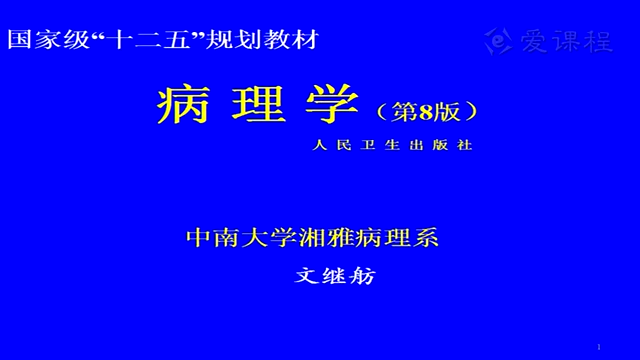 国家级“十二五”规划教材
爱课程
病理学（第8版）
人民卫生出版社
中南大学湘雅病理系
文继舫
1